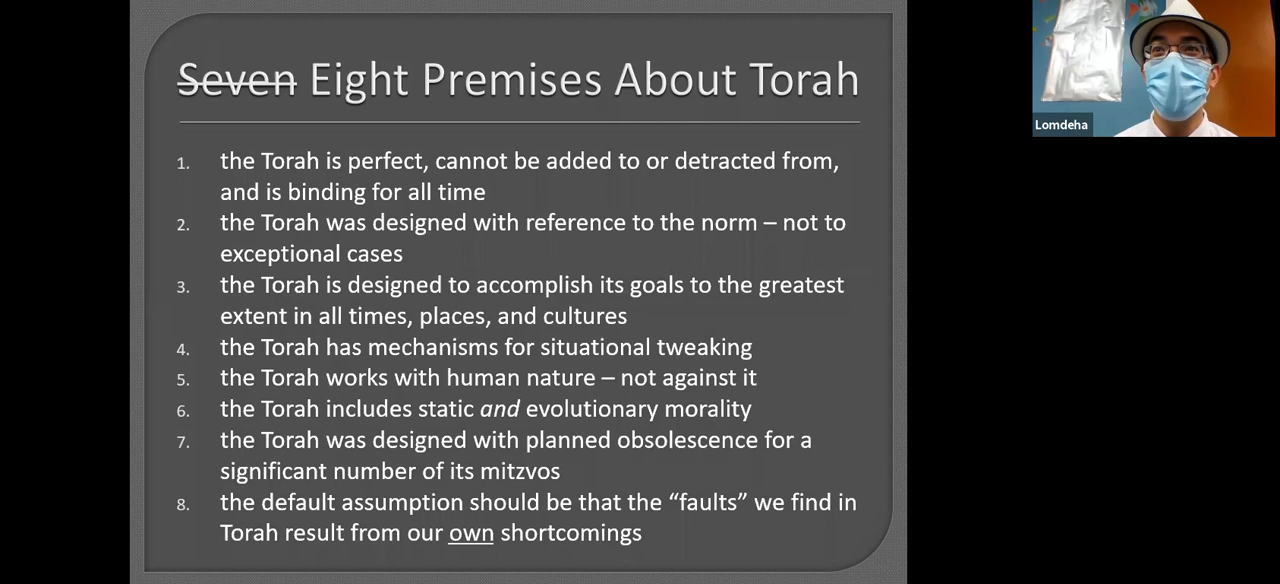 Seven Eight Premises About Torah
1. the Torah is perfect, cannot be added to or detracted from,
and is binding for all time
2. the Torah was designed with reference to the norm – not to
exceptional cases
3. the Torah is designed to accomplish its goals to the greatest
extent in all times, places, and cultures
4. the Torah has mechanisms for situational tweaking
5. the Torah works with human nature – not against it
6. the Torah includes static and evolutionary morality
7. the Torah was designed with planned obsolescence for a
significant number of its mitzvos
8. the default assumption should be that the “faults” we find in
Torah result from our own shortcomings
Lomdeha